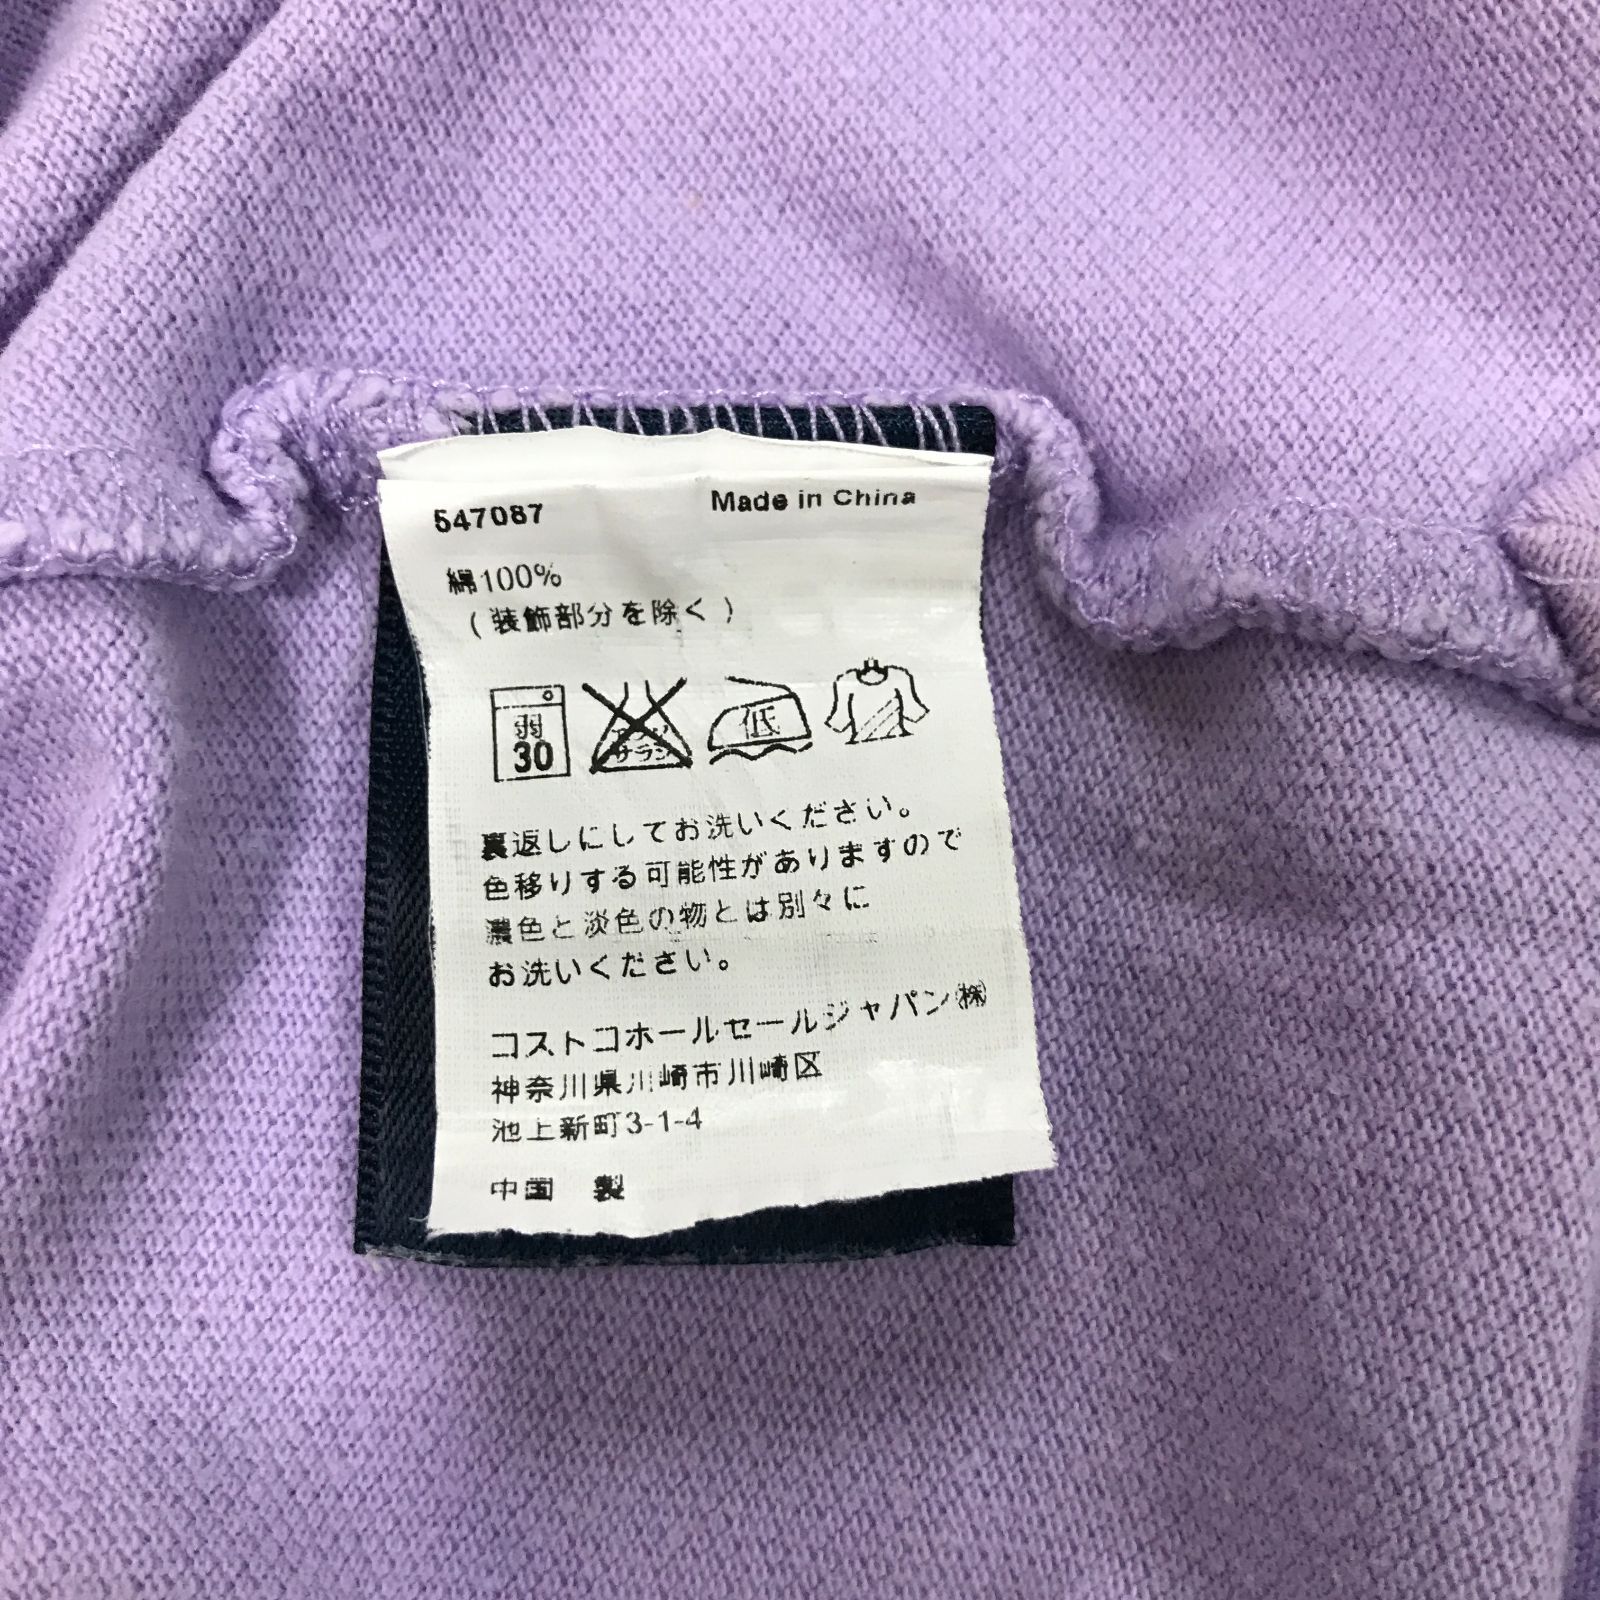 547087 Made in China
綿100%
(装飾部分を除く)
弱
30
サラシ
低
裏返しにしてお洗いください。
色移りする可能性がありますので
濃色と淡色の物とは別々に
お洗いください。
コストコホールセールジャパン㈱
神奈川県川崎市川崎区
池上新町3-1-4
中国 製